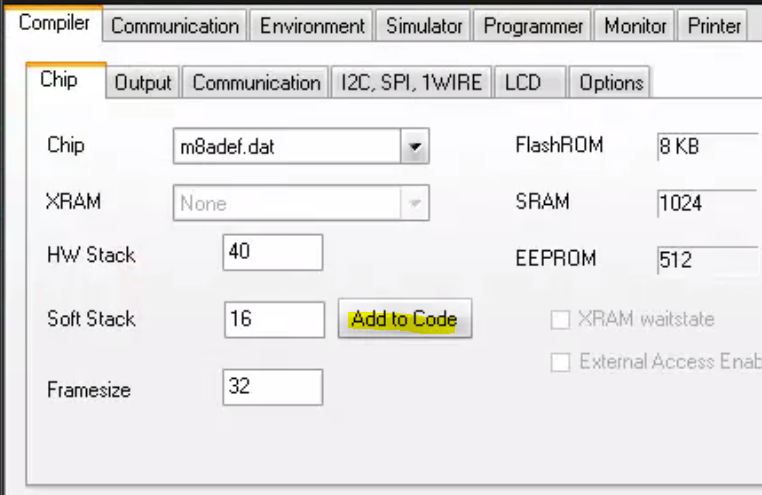 Compiler Communication Environment Simulator Programmer Monitor Printer
Chip Output Communication I2C, SPI, 1WIRE LCD Options
Chip m8adef.dat FlashROM 8 KB
XRAM None SRAM 1024
HW Stack 40 EEPROM 512
Soft Stack 16 Add to Code XRAM waitstate
External Access Enab
Framesize 32